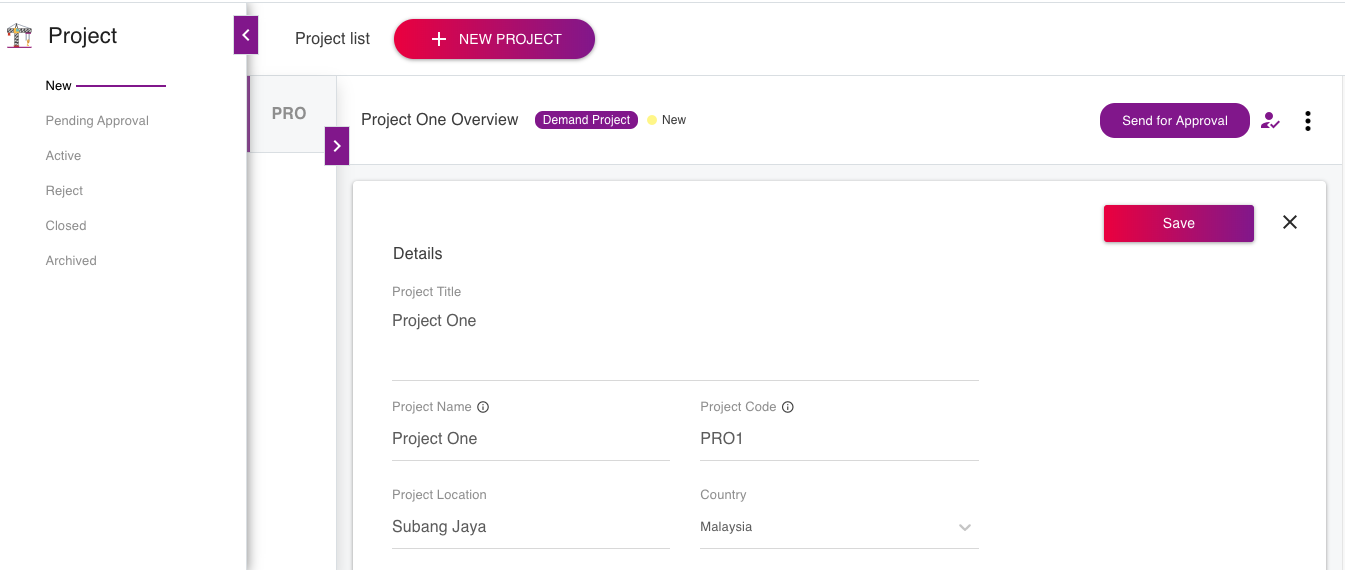 Project
New
Pending Approval
Active
Reject
Closed
Archived
Project list
NEW PROJECT
PRO
Project One Overview Demand Project New Send for Approval
Save
Details
Project Title
Project One
Project Name Project Code
Project One PRO1
Project Location Country
Subang Jaya Malaysia